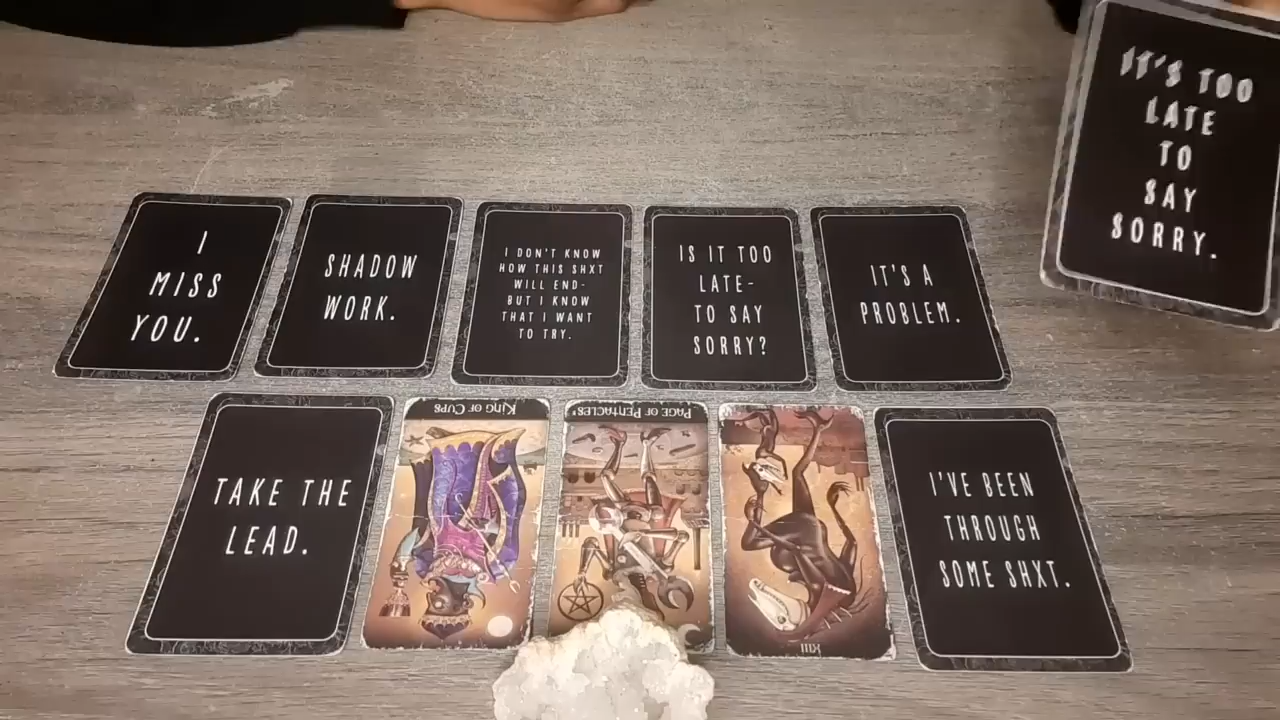 IT'S TOO
LATE
TO
SAY
SORRY.
I
MISS
YOU.
SHADOW
WORK.
I DON'T KNOW
HOW THIS SHXT
WILL END-
BUT I KNOW
THAT I WANT
TO TRY.
IS IT TOO
LATE-
TO SAY
SORRY?
IT'S A
PROBLEM.
TAKE THE
LEAD.
KING OF CUPS
PAGE OF PENTACLES
XIII
I'VE BEEN
THROUGH
SOME SHXT.